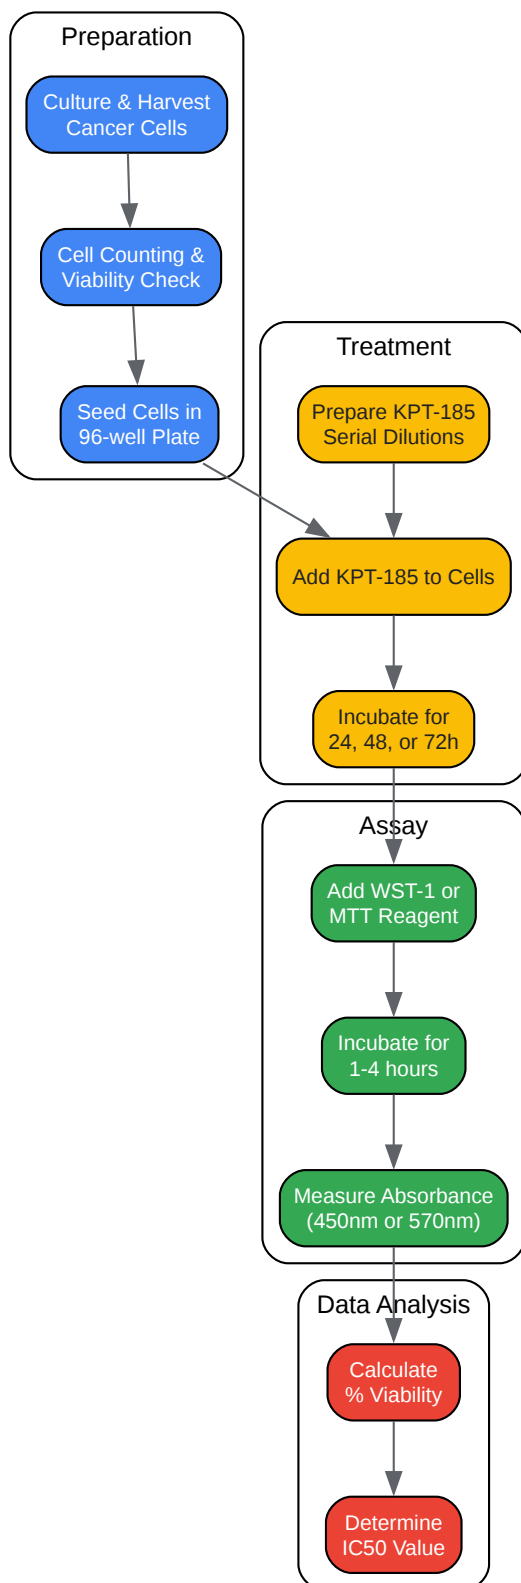 Preparation
Culture & Harvest
Cancer Cells
Cell Counting &
Viability Check
Seed Cells in
96-well Plate
Treatment
Prepare KPT-185
Serial Dilutions
Add KPT-185 to Cells
Incubate for
24, 48, or 72h
Assay
Add WST-1 or
MTT Reagent
Incubate for
1-4 hours
Measure Absorbance
(450nm or 570nm)
Data Analysis
Calculate
% Viability
Determine
IC50 Value